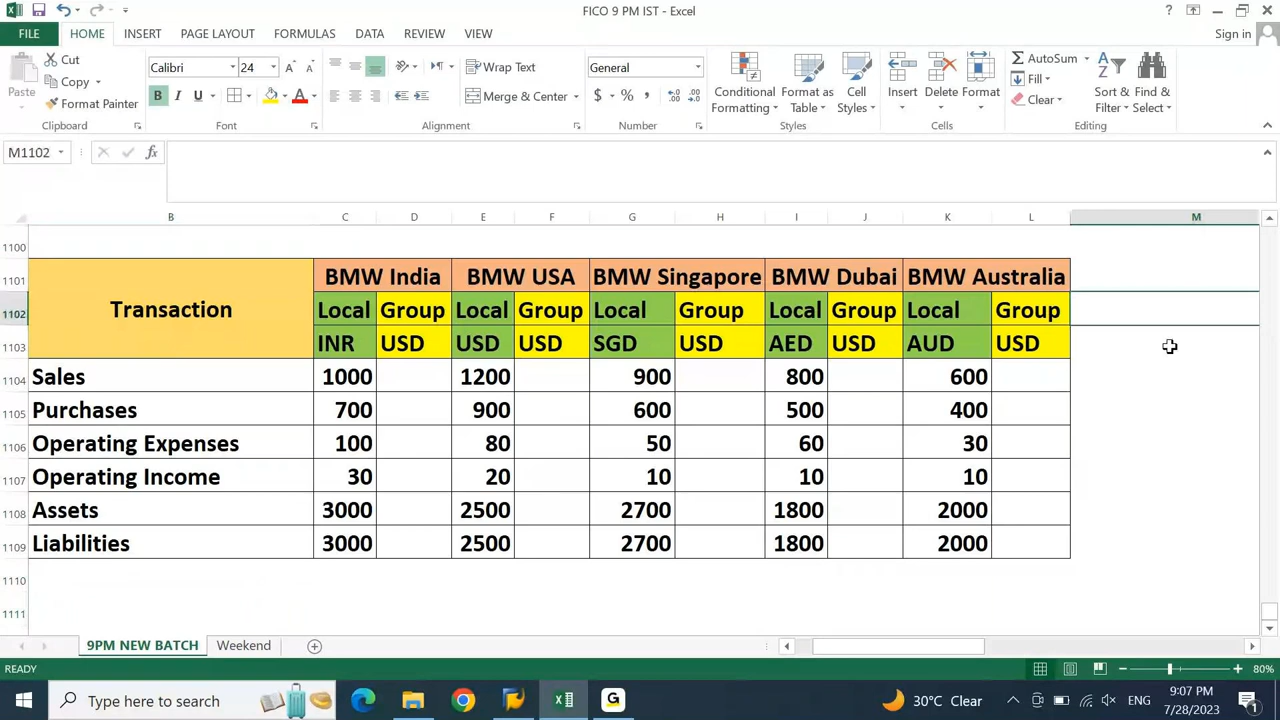 FICO 9 PM IST - Excel
Sign in
FILE HOME INSERT PAGE LAYOUT FORMULAS DATA REVIEW VIEW
Paste
Cut
Copy
Format Painter
Clipboard
Calibri 24
B I U
Font
Wrap Text
Merge & Center
Alignment
General
$ % ,
Number
Conditional Formatting
Format as Table
Cell Styles
Styles
Insert
Delete
Format
Cells
AutoSum
Fill
Clear
Sort & Filter
Find & Select
Editing
M1102 fx
B C D E F G H I J K L M
1100
1101 BMW India BMW USA BMW Singapore BMW Dubai BMW Australia
1102 Transaction Local Group Local Group Local Group Local Group Local Group
1103 INR USD USD USD SGD USD AED USD AUD USD
1104 Sales 1000 1200 900 800 600
1105 Purchases 700 900 600 500 400
1106 Operating Expenses 100 80 50 60 30
1107 Operating Income 30 20 10 10 10
1108 Assets 3000 2500 2700 1800 2000
1109 Liabilities 3000 2500 2700 1800 2000
1110
1111
9PM NEW BATCH Weekend
READY 80%
Type here to search
30°C Clear
ENG
9:07 PM
7/28/2023
1